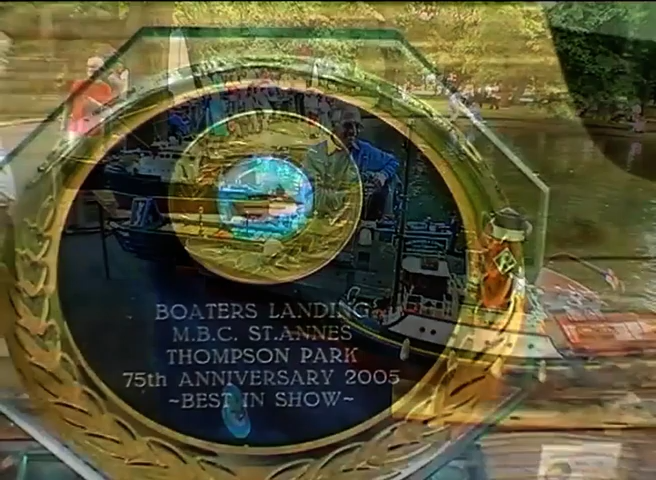 BOATERS LANDING
M.B.C. ST.ANNES
THOMPSON PARK
75th ANNIVERSARY 2005
~BEST IN SHOW~